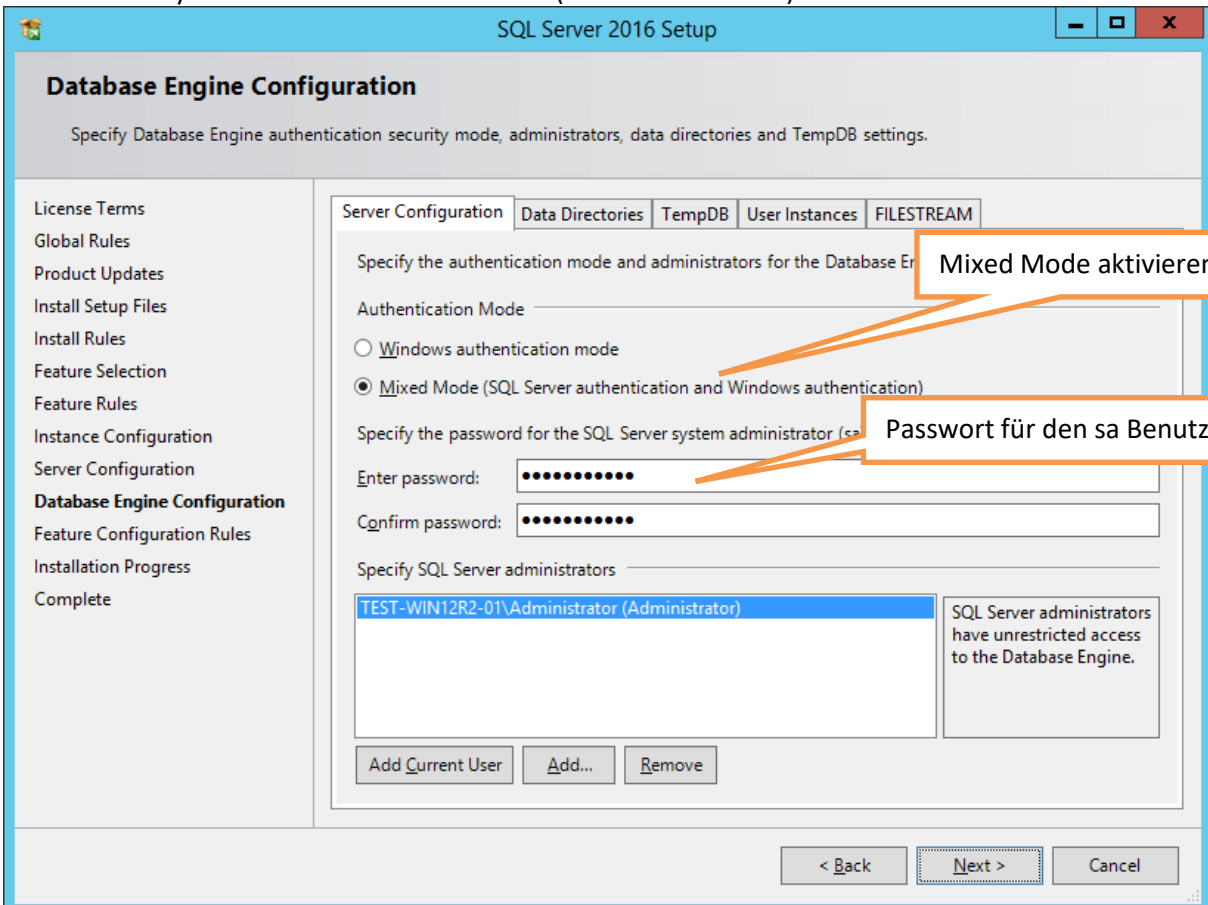 SQL Server 2016 Setup
Database Engine Configuration
Specify Database Engine authentication security mode, administrators, data directories and TempDB settings.
License Terms
Global Rules
Product Updates
Install Setup Files
Install Rules
Feature Selection
Feature Rules
Instance Configuration
Server Configuration
Database Engine Configuration
Feature Configuration Rules
Installation Progress
Complete
Server Configuration Data Directories TempDB User Instances FILESTREAM
Specify the authentication mode and administrators for the Database
Mixed Mode aktivieren
Authentication Mode
Windows authentication mode
Mixed Mode (SQL Server authentication and Windows authentication)
Specify the password for the SQL Server system administrator (sa
Passwort für den sa Benutz
Enter password: ●●●●●●●●●●●
Confirm password: ●●●●●●●●●●●
Specify SQL Server administrators
TEST-WIN12R2-01\Administrator (Administrator)
SQL Server administrators
have unrestricted access
to the Database Engine.
Add Current User Add... Remove
< Back Next > Cancel